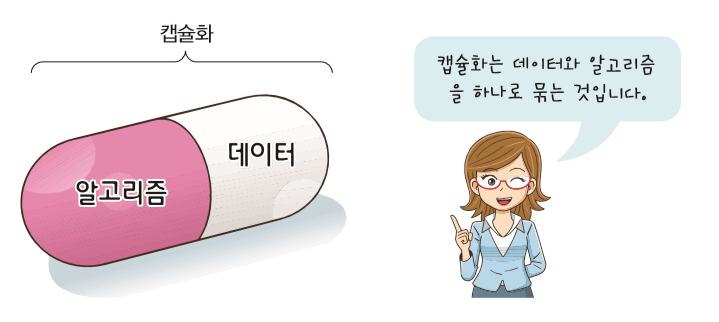 캡슐화
알고리즘
데이터
캡슐화는 데이터와 알고리즘
을 하나로 묶는 것입니다.